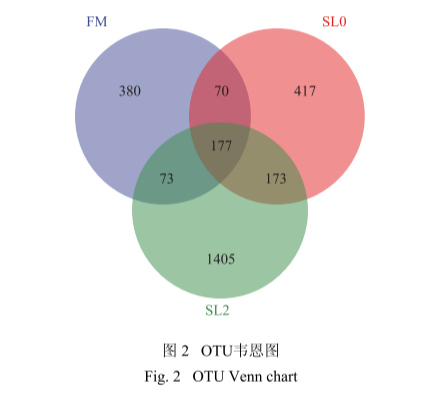 FM
SL0
380
70
417
177
73
173
1405
SL2
图 2 OTU韦恩图
Fig. 2 OTU Venn chart